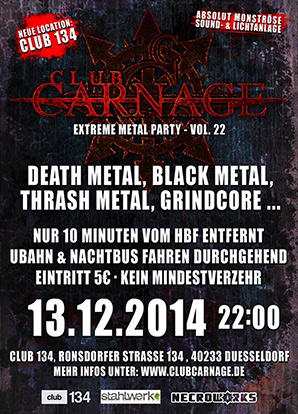 NEUE LOCATION:
CLUB 134
ABSOLUT MONSTRÖSE
SOUND- & LICHTANLAGE
CLUB
CARNAGE
EXTREME METAL PARTY - VOL. 22
DEATH METAL, BLACK METAL,
THRASH METAL, GRINDCORE ...
NUR 10 MINUTEN VOM HBF ENTFERNT
UBAHN & NACHTBUS FAHREN DURCHGEHEND
EINTRITT 5€ · KEIN MINDESTVERZEHR
13.12.2014 22:00
CLUB 134, RONSDORFER STRASSE 134 , 40233 DUESSELDORF
MEHR INFOS UNTER: WWW.CLUBCARNAGE.DE
club 134 stahlwerk NECROWORKS